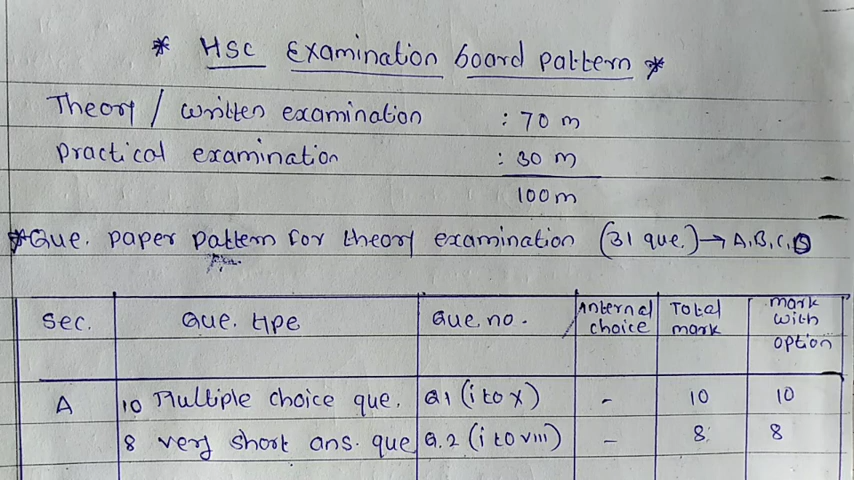 * HSC Examination board pattern *
Theory / written examination : 70 m
practical examination : 30 m
100 m
* Que. paper pattern for theory examination (31 que.) → A, B, C, D
Sec. Que. type Que. no. Internal choice Total mark mark with option
A 10 Multiple choice que. Q1 (i to x) - 10 10
8 very short ans. que Q.2 (i to viii) - 8 8